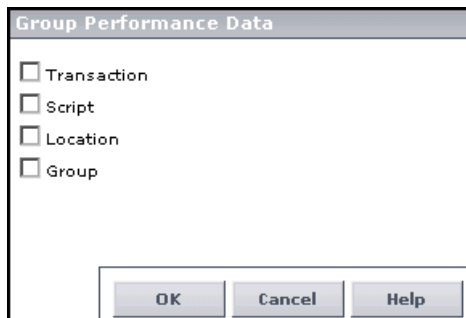 Group Performance Data
Transaction
Script
Location
Group
OK Cancel Help